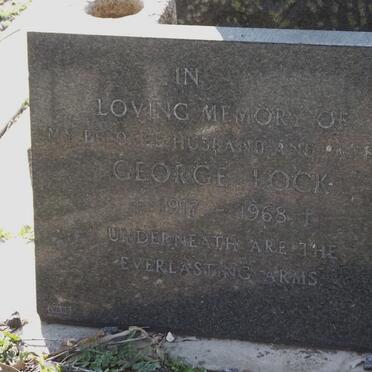 IN
LOVING MEMORY OF
MY BELOVED HUSBAND AND
GEORGE LOCK
1917 - 1968
UNDERNEATH ARE THE
EVERLASTING ARMS